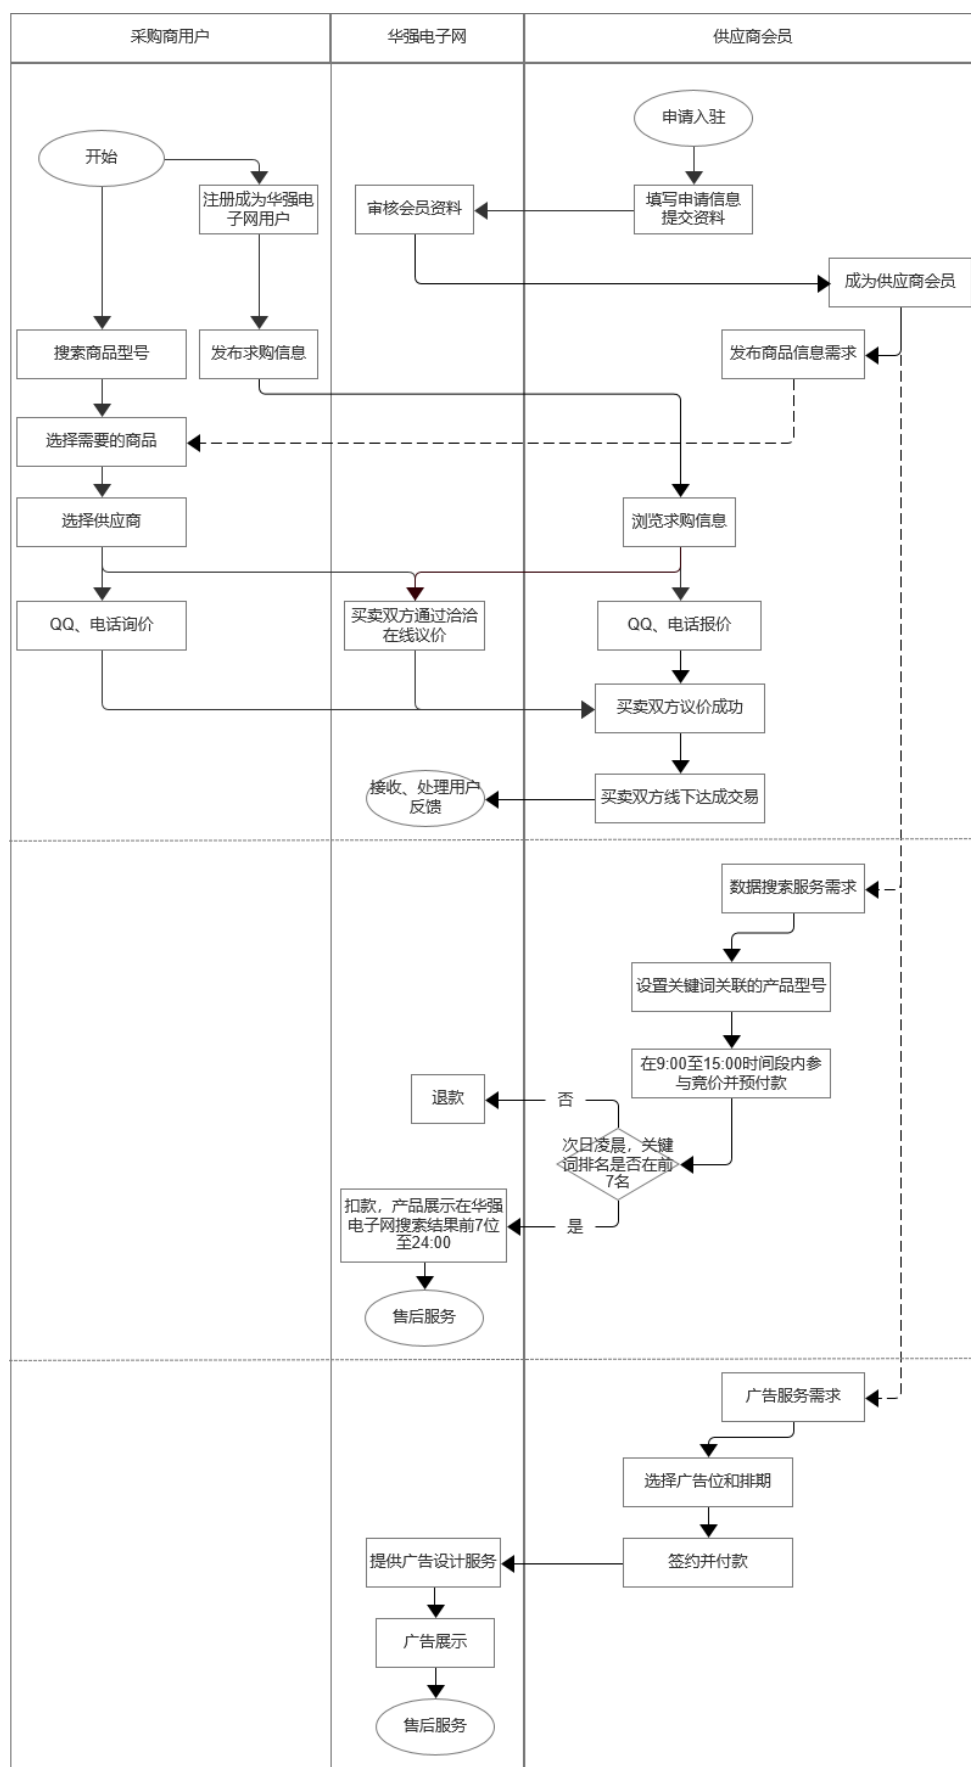 采购商用户
华强电子网
供应商会员
申请入驻
开始
注册成为华强电
子网用户
审核会员资料
填写申请信息
提交资料
成为供应商会员
搜索商品型号
发布求购信息
发布商品信息需求
选择需要的商品
选择供应商
浏览求购信息
QQ、电话询价
买卖双方通过洽洽
在线议价
QQ、电话报价
买卖双方议价成功
接收、处理用户
反馈
买卖双方线下达成交易
数据搜索服务需求
设置关键词关联的产品型号
在9:00至15:00时间段内参
与竞价并预付款
退款
否
次日凌晨，关键
词排名是否在前
7名
扣款，产品展示在华强
电子网搜索结果前7位
至24:00
是
售后服务
广告服务需求
选择广告位和排期
提供广告设计服务
签约并付款
广告展示
售后服务